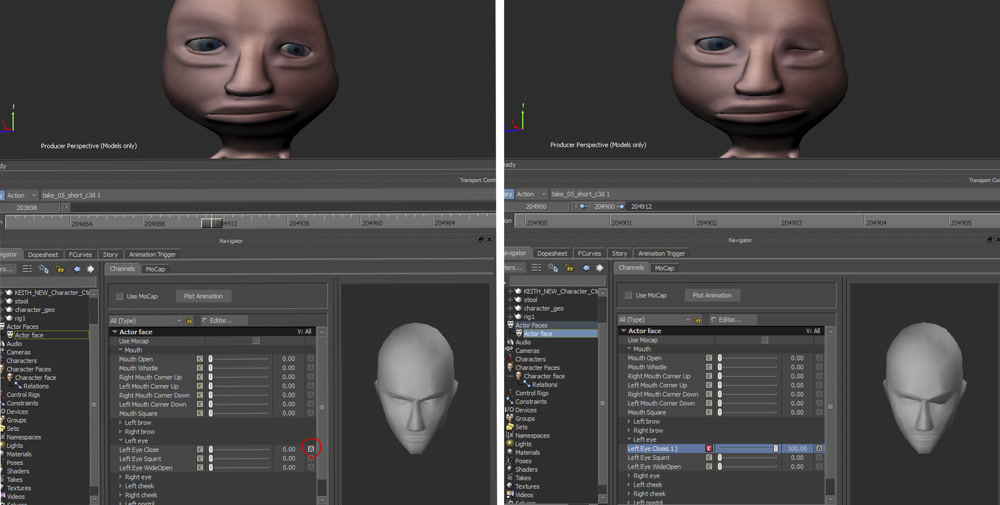 Producer Perspective (Models only)
dy
Transport Contr
Action
take_05_short_c3d 1
203698
204864
204888
4912
204936
204960
204984
Navigator
vigator
Dopesheet
FCurves
Story
Animation Trigger
ters...
Channels
MoCap
KEITH_NEW_Character_Ct
stool
character_geo
rig1
Actor Faces
Actor face
Audio
Cameras
Characters
Character Faces
Character face
Relations
Control Rigs
Constraints
Devices
Groups
Sets
Namespaces
Lights
Materials
Poses
Shaders
Takes
Textures
Videos
Use MoCap
Plot Animation
All (Type)
Editor...
Actor face
V: All
Use Mocap
Mouth
Mouth Open
0.00
Mouth Whistle
0.00
Right Mouth Corner Up
0.00
Left Mouth Corner Up
0.00
Right Mouth Corner Down
0.00
Left Mouth Corner Down
0.00
Mouth Square
0.00
Left brow
Right brow
Left eye
Left Eye Close
0.00
A
Left Eye Squint
0.00
Left Eye WideOpen
0.00
Right eye
Left cheek
Right cheek
Left nostril
Producer Perspective (Models only)
eady
Transport Cont
ory
Action
take_05_short_c3d 1
204900
204912
204900
204901
204902
204903
204904
204905
Navigator
avigator
Dopesheet
FCurves
Story
Animation Trigger
lters...
Channels
MoCap
KEITH_NEW_Character_Ct
stool
character_geo
rig1
Actor Faces
Actor face
Audio
Cameras
Characters
Character Faces
Character face
Relations
Control Rigs
Constraints
Devices
Groups
Sets
Namespaces
Lights
Materials
Poses
Shaders
Takes
Textures
Videos
Use MoCap
Plot Animation
All (Type)
Editor...
Actor face
V: All
Use Mocap
Mouth
Mouth Open
0.00
Mouth Whistle
0.00
Right Mouth Corner Up
0.00
Left Mouth Corner Up
0.00
Right Mouth Corner Down
0.00
Left Mouth Corner Down
0.00
Mouth Square
0.00
Left brow
Right brow
Left eye
100.00
Left Eye Squint
0.00
Left Eye WideOpen
0.00
Right eye
Left cheek
Right cheek
Left nostril